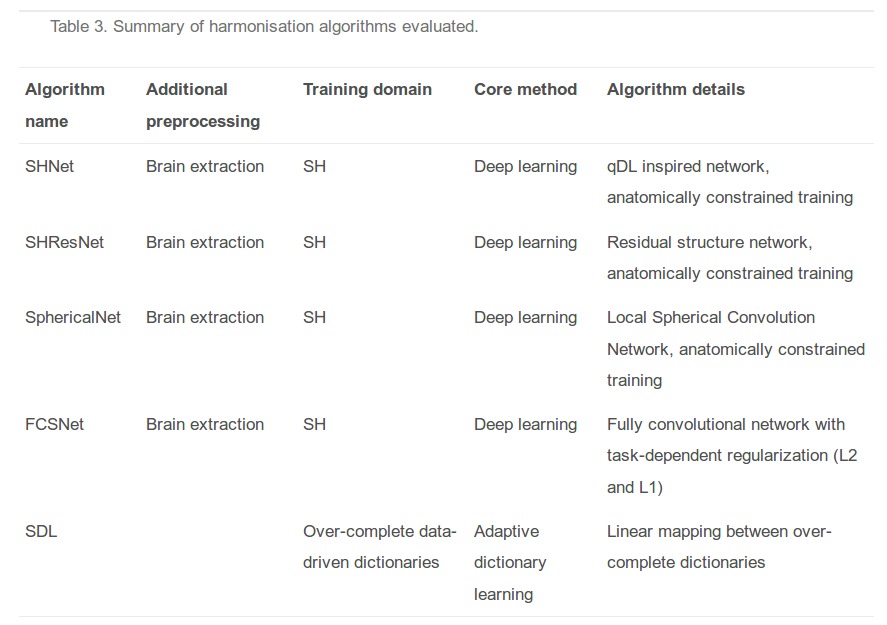 Table 3. Summary of harmonisation algorithms evaluated.
Algorithm name Additional preprocessing Training domain Core method Algorithm details
SHNet Brain extraction SH Deep learning qDL inspired network,
anatomically constrained training
SHResNet Brain extraction SH Deep learning Residual structure network,
anatomically constrained training
SphericalNet Brain extraction SH Deep learning Local Spherical Convolution
Network, anatomically constrained
training
FCSNet Brain extraction SH Deep learning Fully convolutional network with
task-dependent regularization (L2
and L1)
SDL Over-complete data- Adaptive Linear mapping between over-
driven dictionaries dictionary complete dictionaries
learning